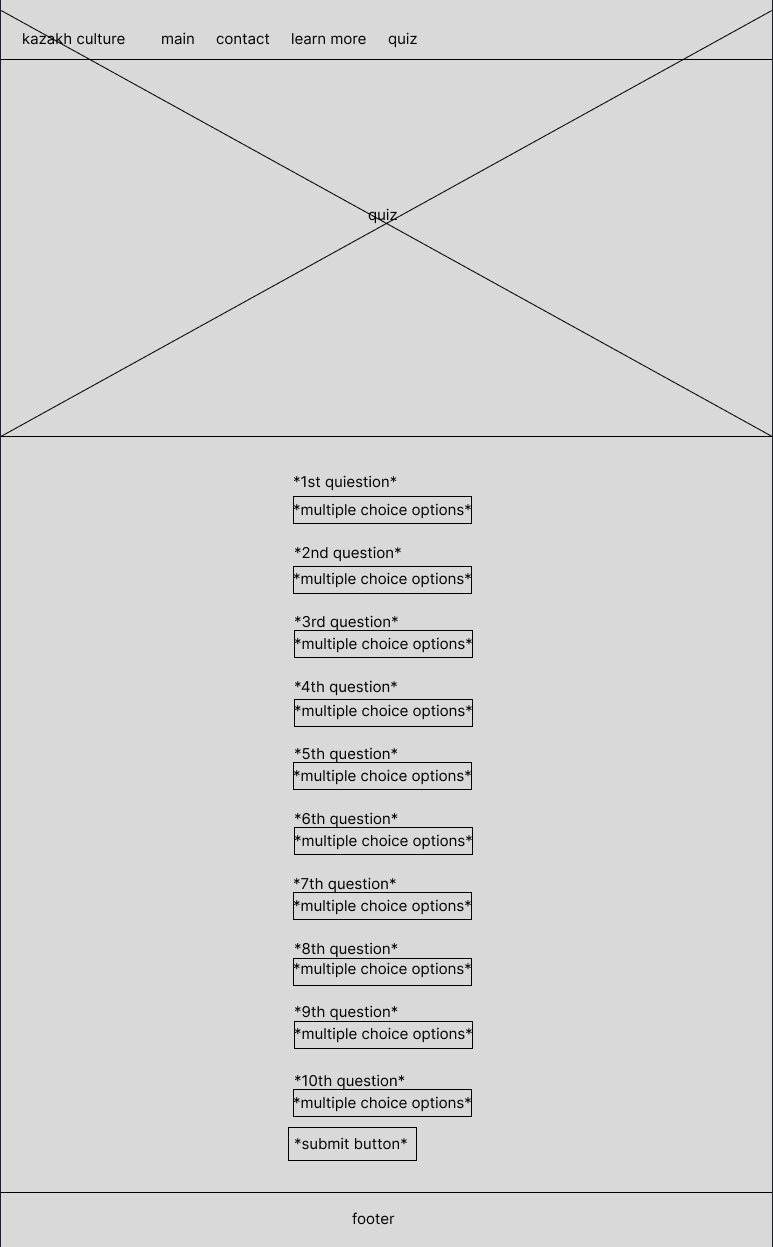 kazakh culture main contact learn more quiz
quiz
*1st quiestion*
*multiple choice options*
*2nd question*
*multiple choice options*
*3rd question*
*multiple choice options*
*4th question*
*multiple choice options*
*5th question*
*multiple choice options*
*6th question*
*multiple choice options*
*7th question*
*multiple choice options*
*8th question*
*multiple choice options*
*9th question*
*multiple choice options*
*10th question*
*multiple choice options*
*submit button*
footer